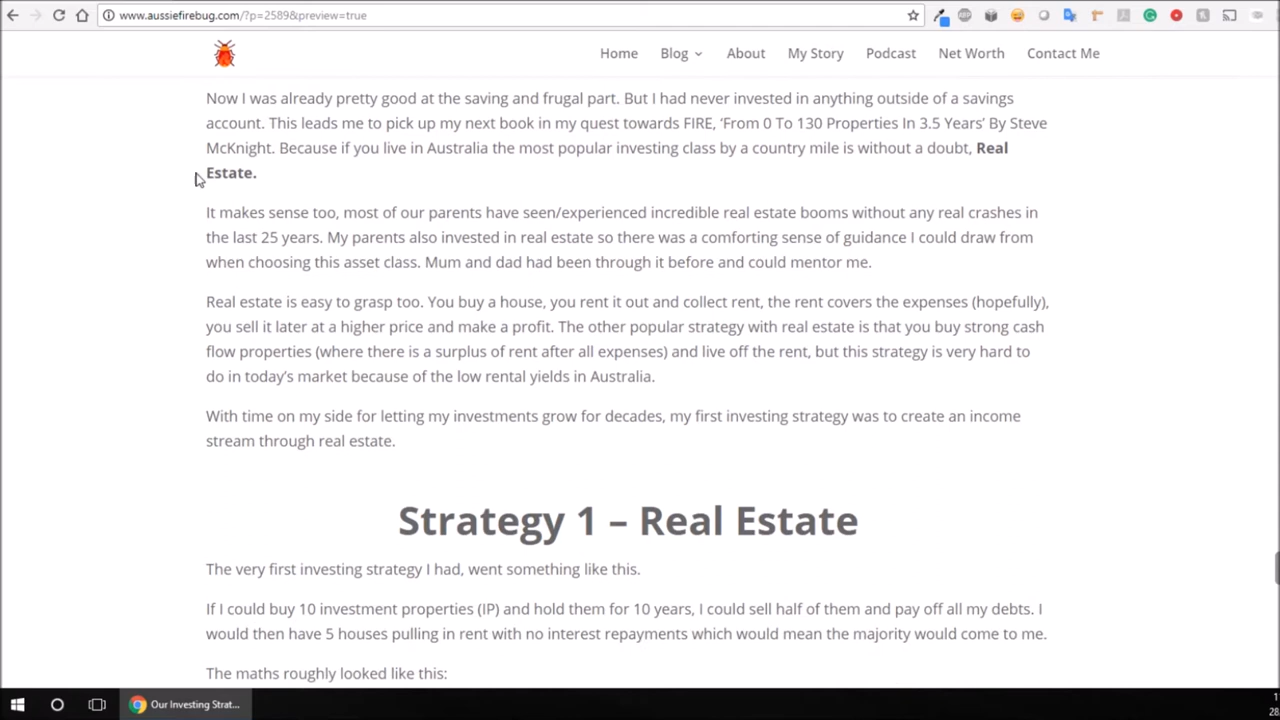 www.aussiefirebug.com/?p=2589&preview=true
Home Blog About My Story Podcast Net Worth Contact Me
Now I was already pretty good at the saving and frugal part. But I had never invested in anything outside of a savings
account. This leads me to pick up my next book in my quest towards FIRE, ‘From 0 To 130 Properties In 3.5 Years’ By Steve
McKnight. Because if you live in Australia the most popular investing class by a country mile is without a doubt, Real
Estate.
It makes sense too, most of our parents have seen/experienced incredible real estate booms without any real crashes in
the last 25 years. My parents also invested in real estate so there was a comforting sense of guidance I could draw from
when choosing this asset class. Mum and dad had been through it before and could mentor me.
Real estate is easy to grasp too. You buy a house, you rent it out and collect rent, the rent covers the expenses (hopefully),
you sell it later at a higher price and make a profit. The other popular strategy with real estate is that you buy strong cash
flow properties (where there is a surplus of rent after all expenses) and live off the rent, but this strategy is very hard to
do in today’s market because of the low rental yields in Australia.
With time on my side for letting my investments grow for decades, my first investing strategy was to create an income
stream through real estate.
Strategy 1 – Real Estate
The very first investing strategy I had, went something like this.
If I could buy 10 investment properties (IP) and hold them for 10 years, I could sell half of them and pay off all my debts. I
would then have 5 houses pulling in rent with no interest repayments which would mean the majority would come to me.
The maths roughly looked like this:
Our Investing Strat...
28